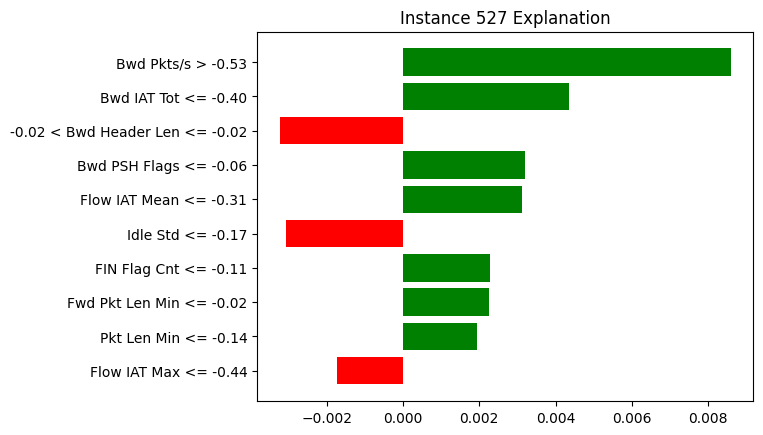 Instance 527 Explanation
Bwd Pkts/s > -0.53
Bwd IAT Tot <= -0.40
-0.02 < Bwd Header Len <= -0.02
Bwd PSH Flags <= -0.06
Flow IAT Mean <= -0.31
Idle Std <= -0.17
FIN Flag Cnt <= -0.11
Fwd Pkt Len Min <= -0.02
Pkt Len Min <= -0.14
Flow IAT Max <= -0.44
−0.002 0.000 0.002 0.004 0.006 0.008